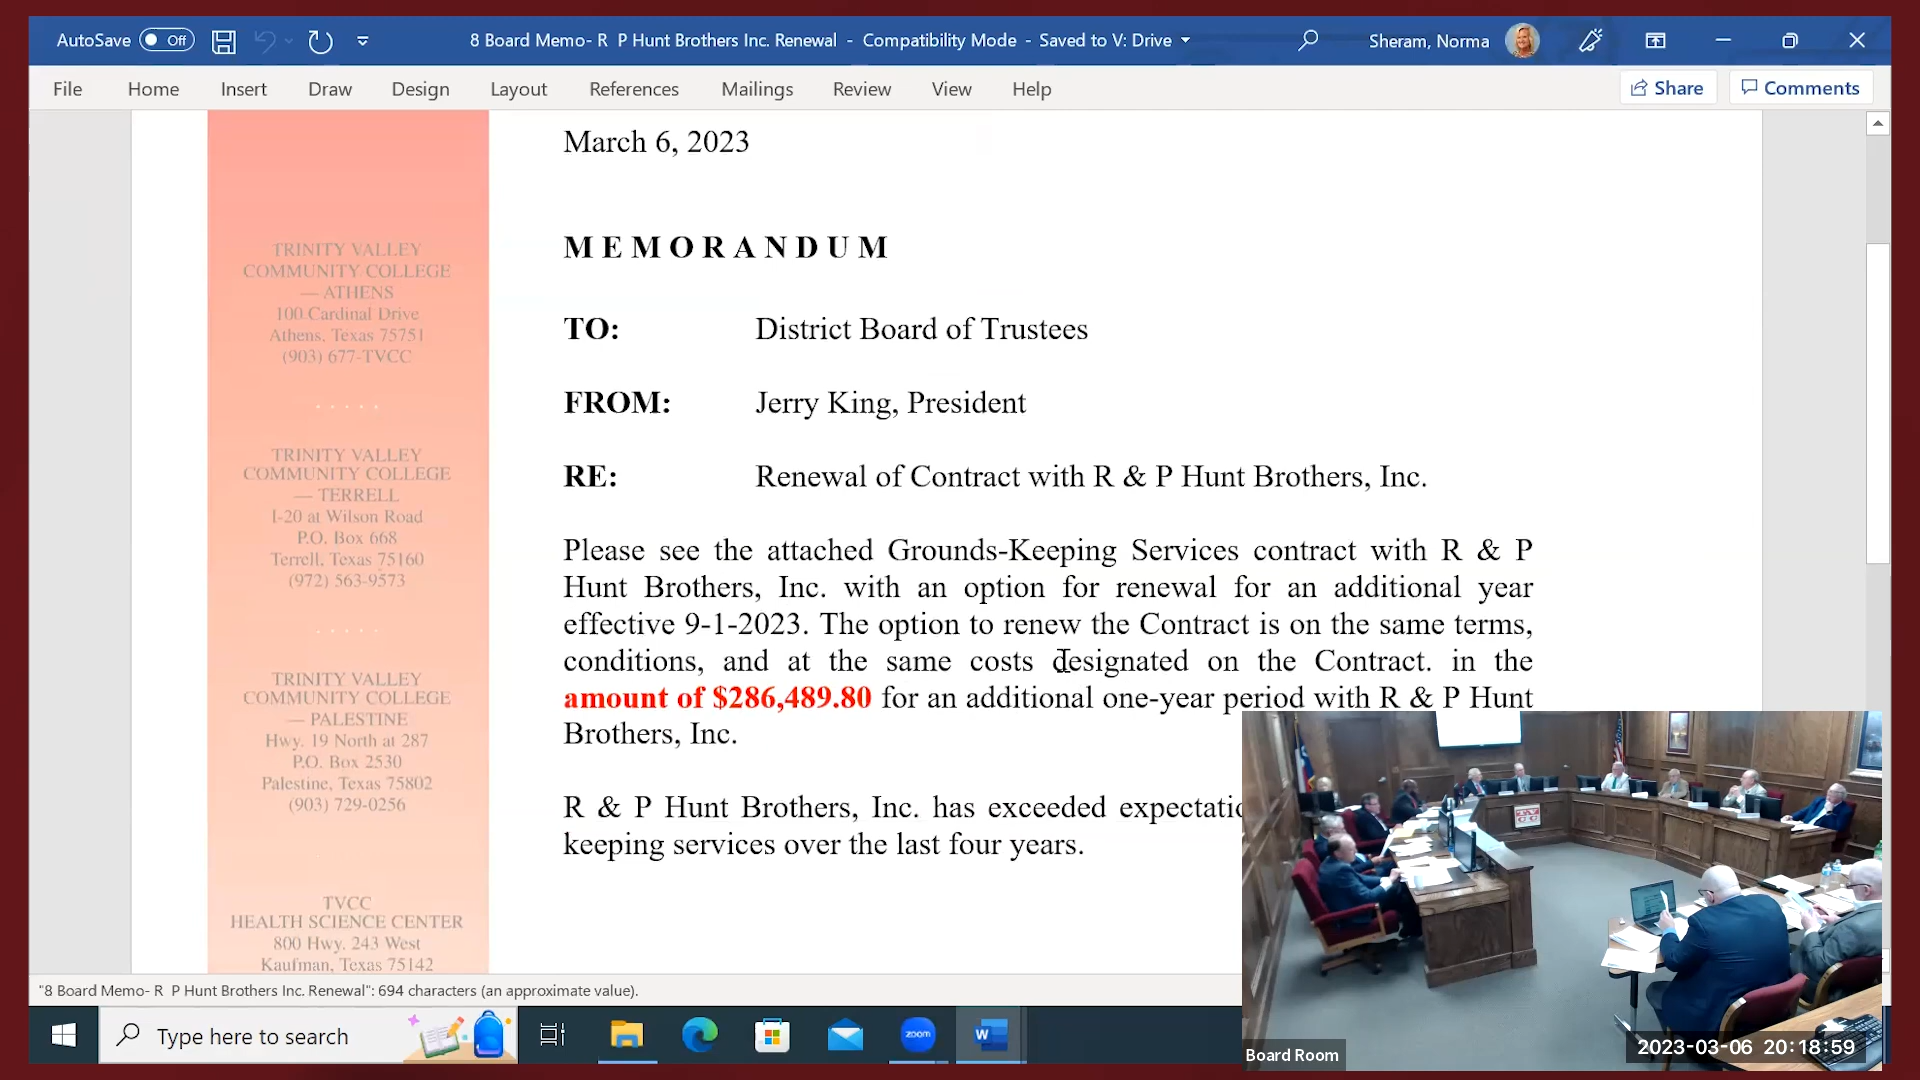 AutoSave Off 8 Board Memo- R P Hunt Brothers Inc. Renewal - Compatibility Mode - Saved to V: Drive Sheram, Norma
File Home Insert Draw Design Layout References Mailings Review View Help Share Comments
March 6, 2023
MEMORANDUM
TO: District Board of Trustees
FROM: Jerry King, President
RE: Renewal of Contract with R & P Hunt Brothers, Inc.
Please see the attached Grounds-Keeping Services contract with R & P
Hunt Brothers, Inc. with an option for renewal for an additional year
effective 9-1-2023. The option to renew the Contract is on the same terms,
conditions, and at the same costs designated on the Contract. in the
amount of $286,489.80 for an additional one-year period with R & P Hunt
Brothers, Inc.
R & P Hunt Brothers, Inc. has exceeded
keeping services over the last four years.
TRINITY VALLEY
COMMUNITY COLLEGE
— ATHENS
100 Cardinal Drive
Athens, Texas 75751
(903) 677-TVCC
. . . . .
TRINITY VALLEY
COMMUNITY COLLEGE
— TERRELL
I-20 at Wilson Road
P.O. Box 668
Terrell, Texas 75160
(972) 563-9573
. . . . .
TRINITY VALLEY
COMMUNITY COLLEGE
— PALESTINE
Hwy. 19 North at 287
P.O. Box 2530
Palestine, Texas 75802
(903) 729-0256
TVCC
HEALTH SCIENCE CENTER
800 Hwy. 243 West
Kaufman, Texas 75142
"8 Board Memo- R P Hunt Brothers Inc. Renewal": 694 characters (an approximate value).
Type here to search
zoom
W
Board Room
2023-03-06 20:18:59